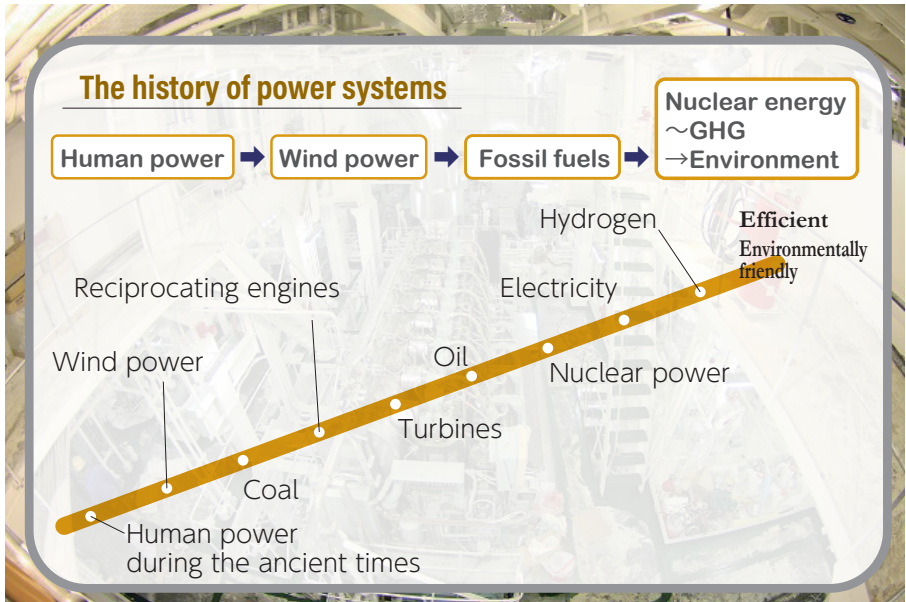 The history of power systems
Human power
Wind power
Fossil fuels
Nuclear energy
～GHG
→Environment
Hydrogen
Efficient
Environmentally
friendly
Reciprocating engines
Electricity
Wind power
Oil
Nuclear power
Turbines
Coal
Human power
during the ancient times